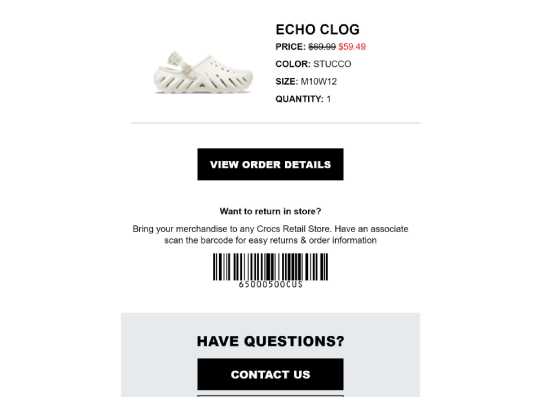 ECHO CLOG
PRICE: $69.99 $59.49
COLOR: STUCCO
SIZE: M10W12
QUANTITY: 1
VIEW ORDER DETAILS
Want to return in store?
Bring your merchandise to any Crocs Retail Store. Have an associate
scan the barcode for easy returns & order information
65000500CUS
HAVE QUESTIONS?
CONTACT US